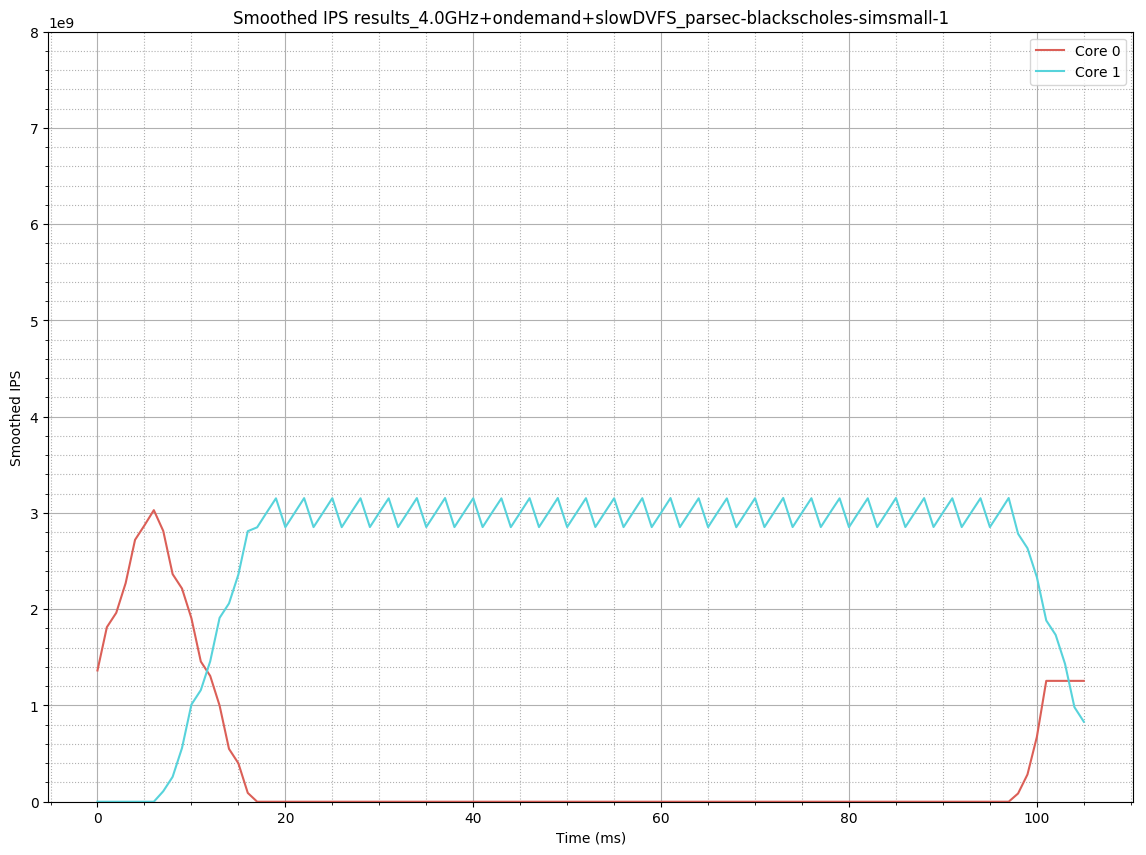 Smoothed IPS results_4.0GHz+ondemand+slowDVFS_parsec-blackscholes-simsmall-1
1e9
8
7
6
5
4
3
2
1
0
Smoothed IPS
Core 0
Core 1
0 20 40 60 80 100
Time (ms)